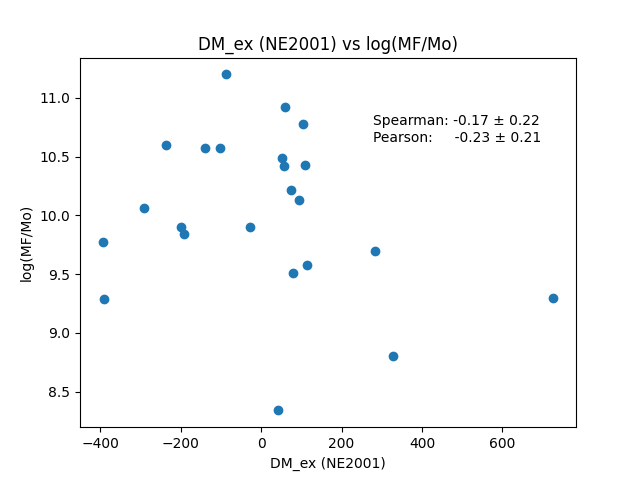 DM_ex (NE2001) vs log(MF/Mo)
Spearman: -0.17 ± 0.22
Pearson: -0.23 ± 0.21
log(MF/Mo)
11.0
10.5
10.0
9.5
9.0
8.5
−400 −200 0 200 400 600
DM_ex (NE2001)